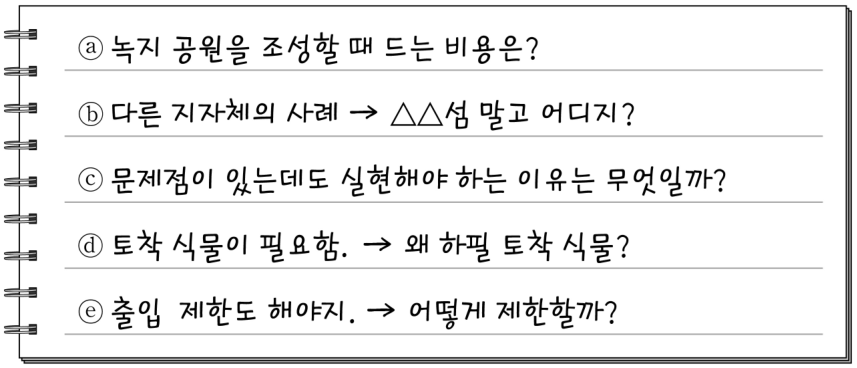 ⓐ 녹지 공원을 조성할 때 드는 비용은?
ⓑ 다른 지자체의 사례 → △△섬 말고 어디지?
ⓒ 문제점이 있는데도 실현해야 하는 이유는 무엇일까?
ⓓ 토착 식물이 필요함. → 왜 하필 토착 식물?
ⓔ 출입 제한도 해야지. → 어떻게 제한할까?